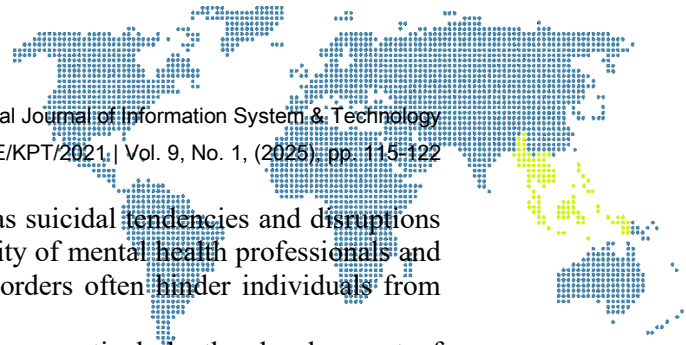 al Journal of Information System & Technology
E/KPT/2021 | Vol. 9, No. 1, (2025), pp. 115-122
as suicidal tendencies and disruptions
ity of mental health professionals and
orders often hinder individuals from